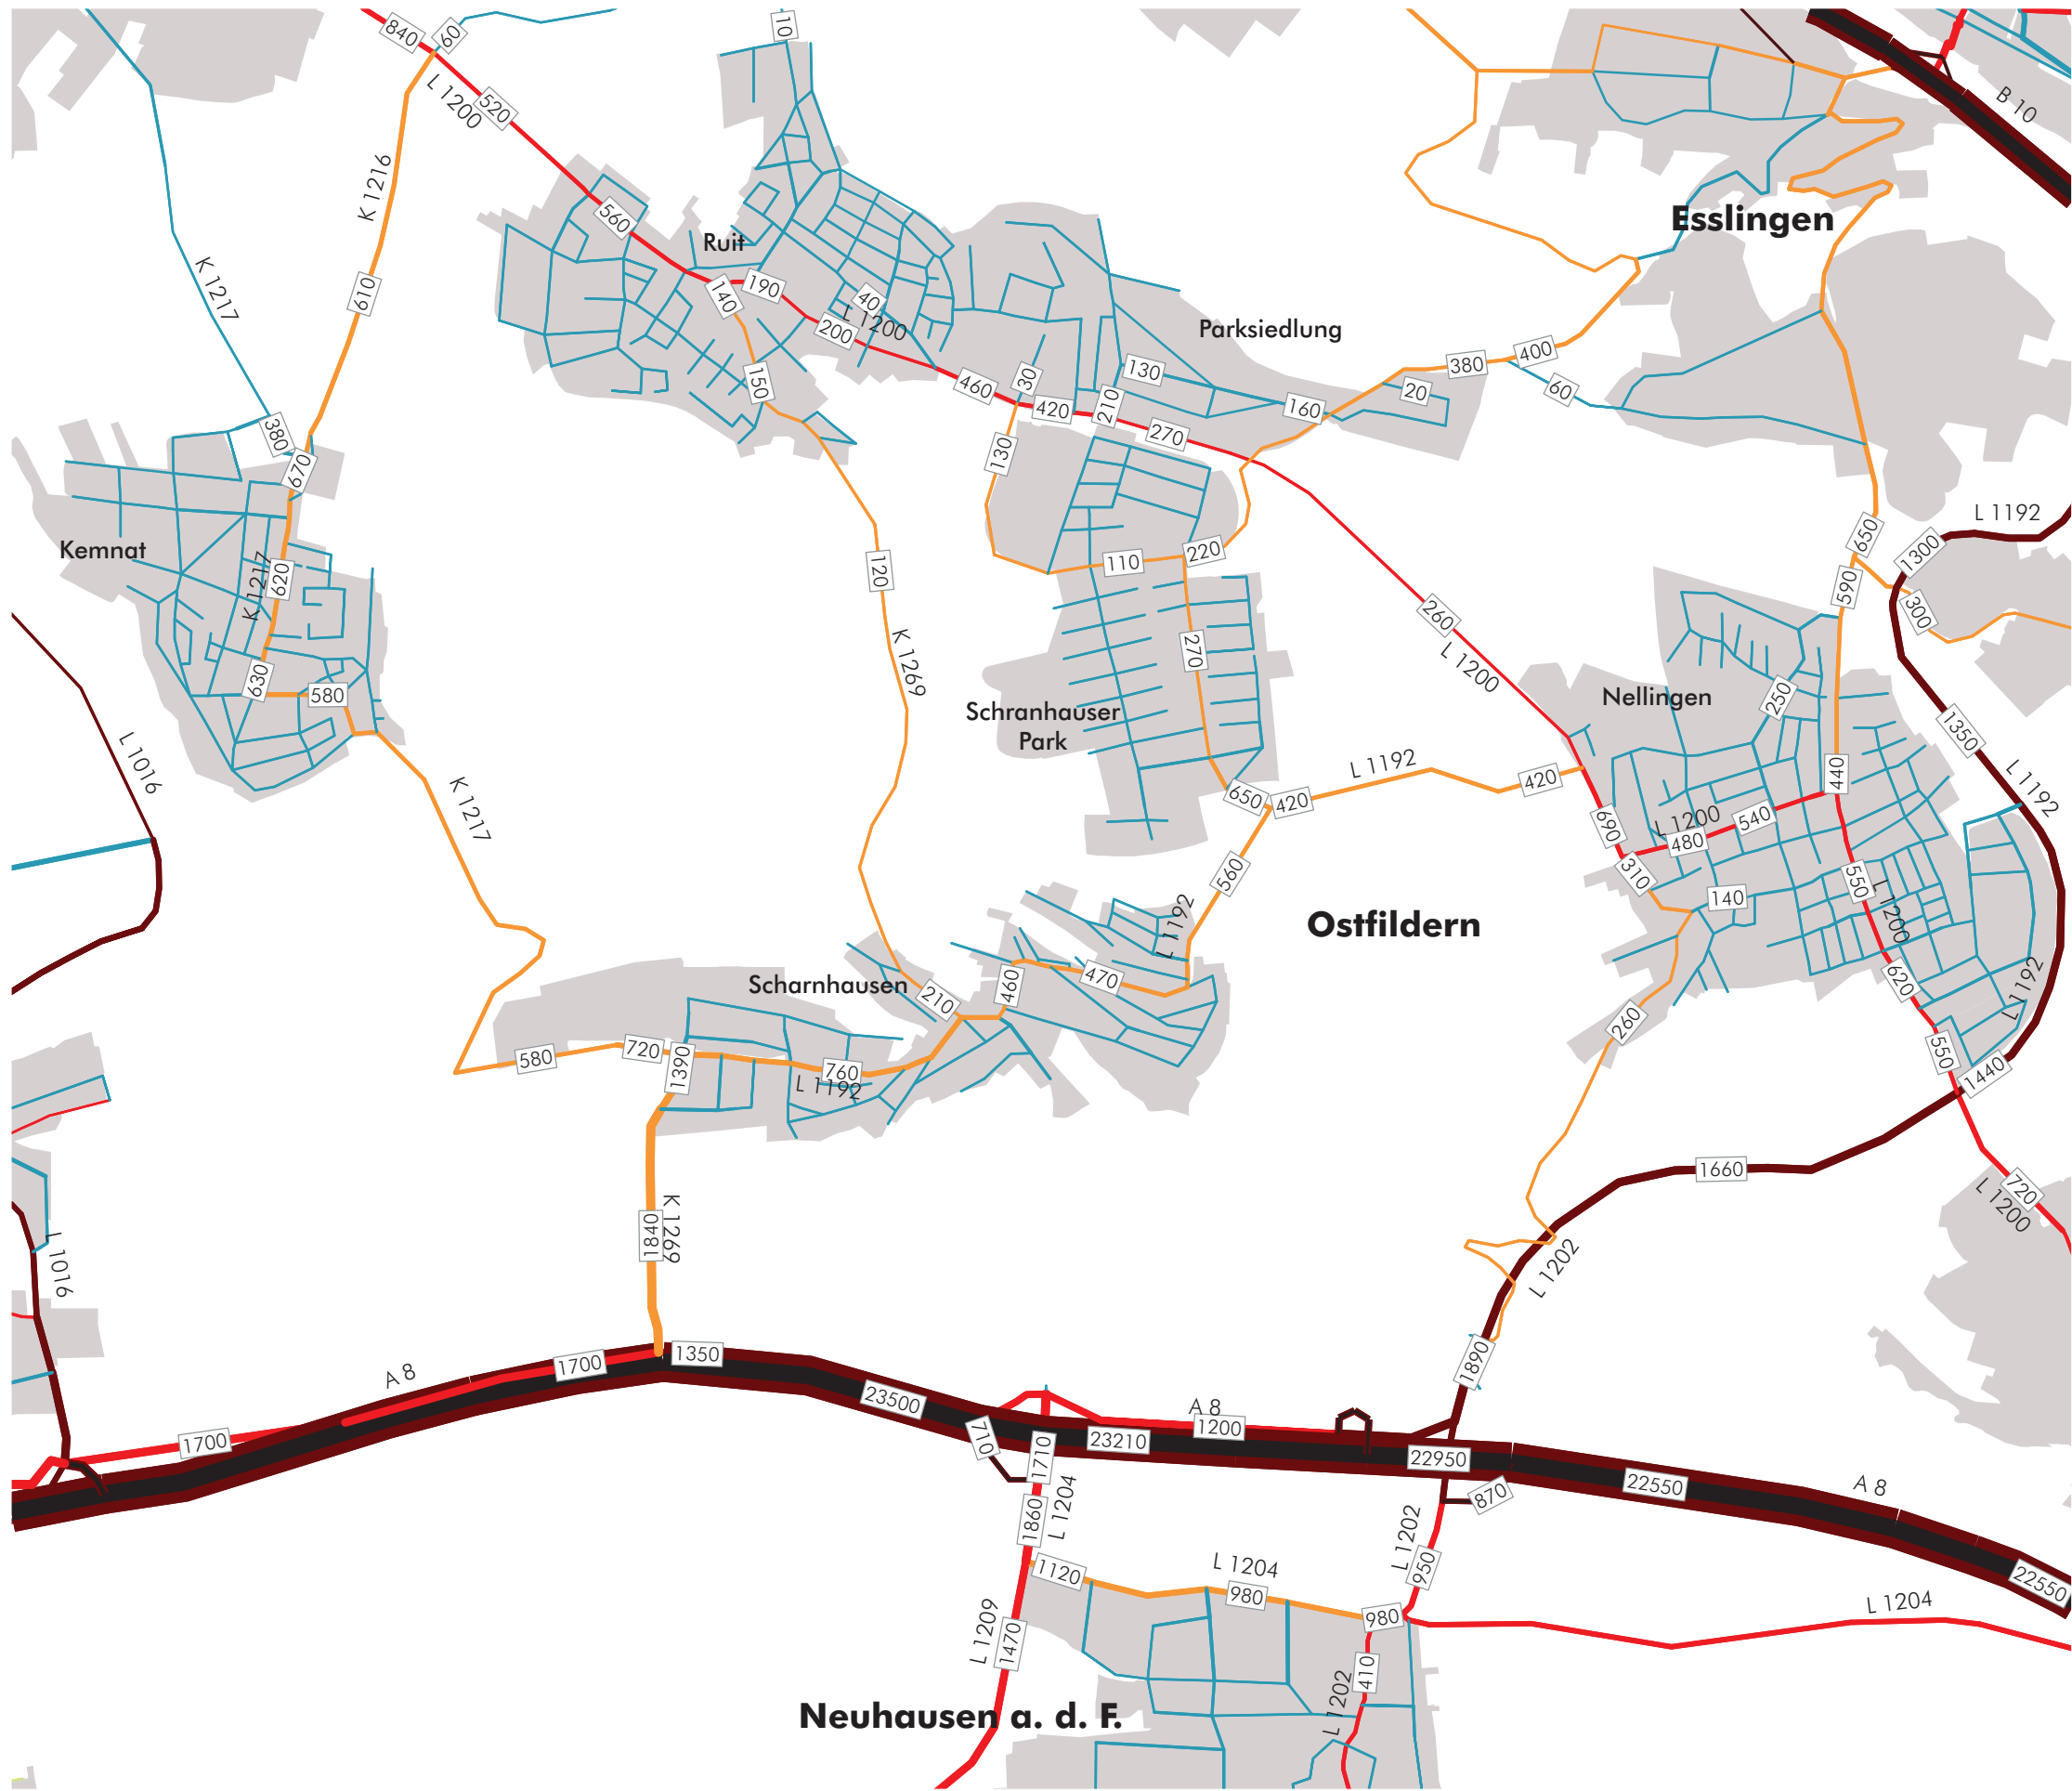 10
840
60
L 1200
520
B 10
K 1216
560
Ruit
Esslingen
K 1217
610
140
190
40
L 1200
200
Parksiedlung
400
380
130
20
60
150
460
30
420
210
160
270
380
130
670
L 1192
650
1300
Kemnat
220
110
120
K 1217
620
590
300
260
270
K 1269
L 1200
630
580
250
Nellingen
Schranhauser
Park
1350
L 1016
L 1192
L 1192
440
420
650
420
K 1217
690
L 1200
540
480
560
310
550
140
L 1200
L 1192
Ostfildern
460
470
Scharnhausen
210
620
L 1192
260
720
580
1390
760
L 1192
550
1440
1660
720
L 1200
K 1269
1840
L 1016
L 1202
1700
1350
1890
A 8
23500
A 8
1200
1700
710
23210
1710
22950
22550
A 8
870
1860
L 1204
L 1202
950
1120
L 1204
980
22550
980
L 1204
L 1209
1470
410
L 1202
Neuhausen a. d. F.